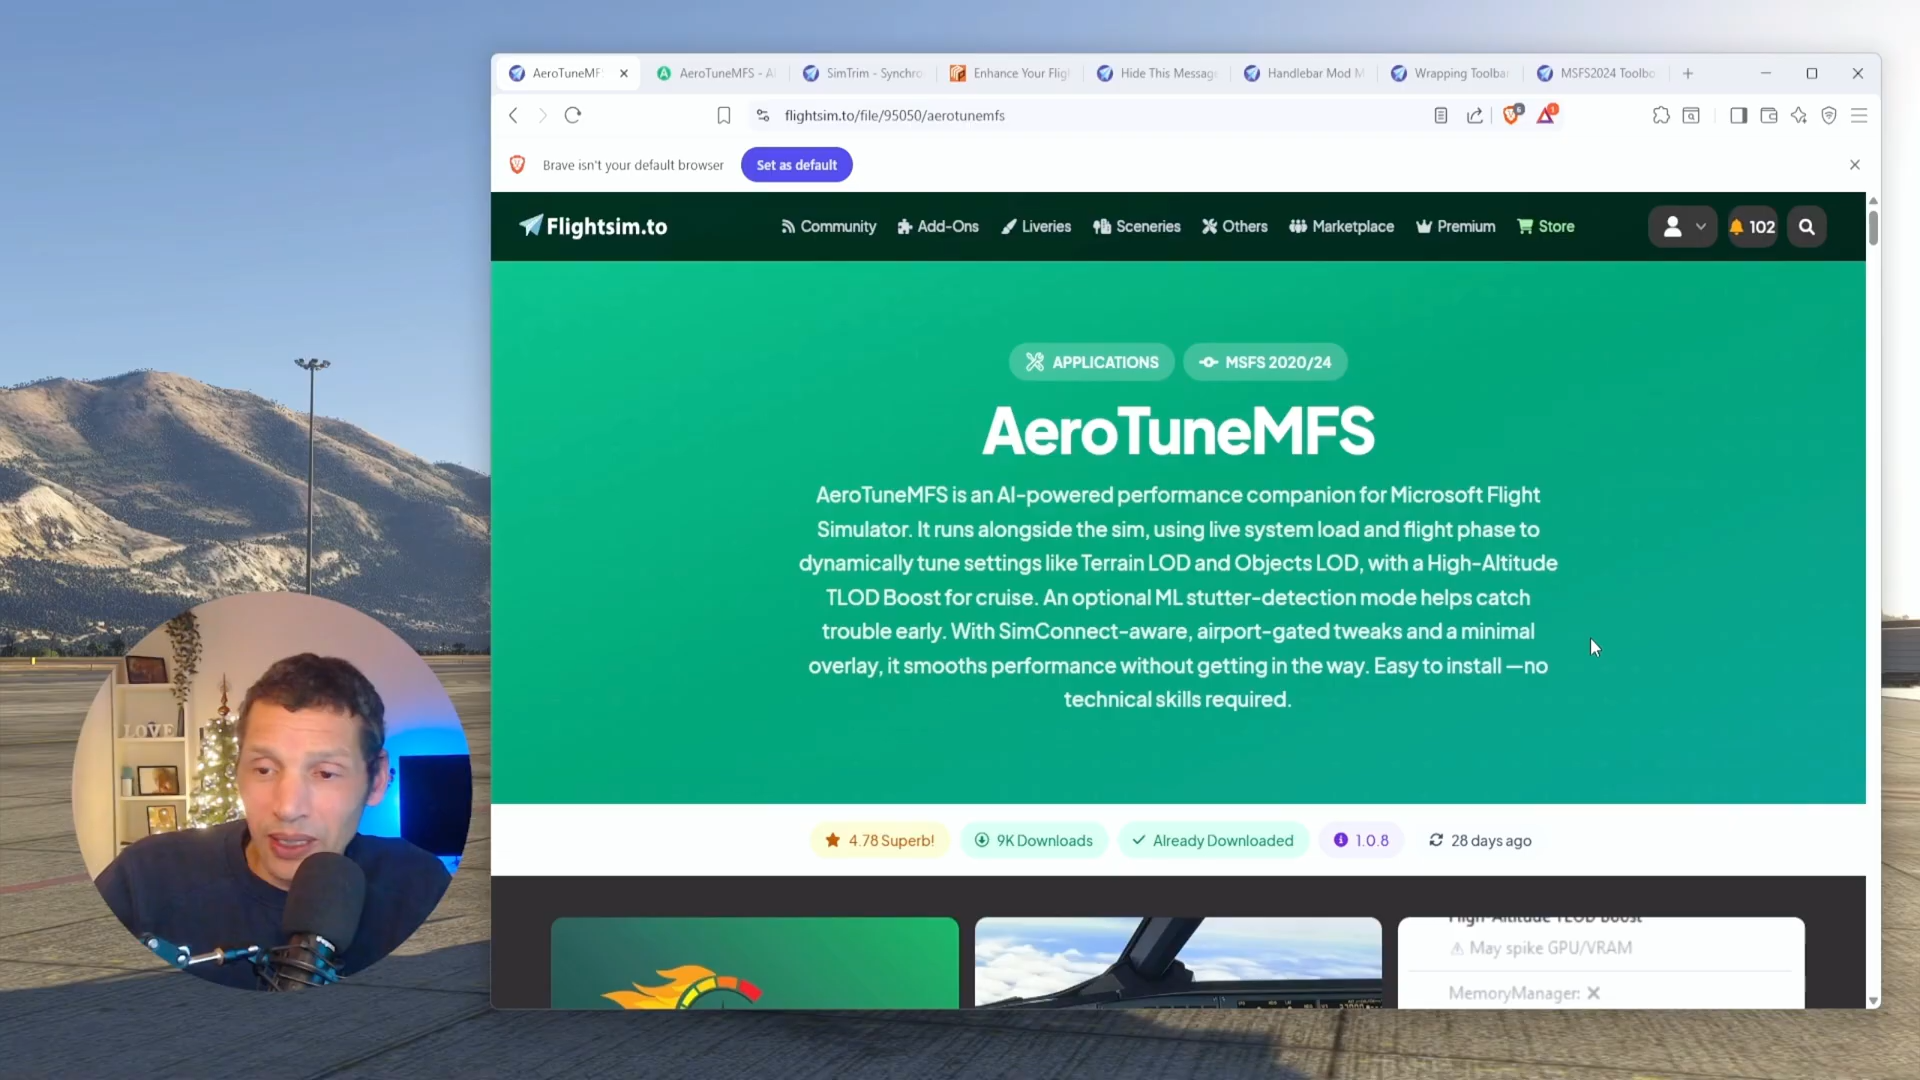 AeroTuneMF
AeroTuneMFS - A
SimTrim - Synchro
Enhance Your Fligh
Hide This Messag
Handlebar Mod M
Wrapping Toolba
MSFS2024 Toolbo
flightsim.to/file/95050/aerotunemfs
6
1
Brave isn't your default browser
Set as default
Flightsim.to
Community
Add-Ons
Liveries
Sceneries
Others
Marketplace
Premium
Store
102
APPLICATIONS
MSFS 2020/24
AeroTuneMFS
AeroTuneMFS is an AI-powered performance companion for Microsoft Flight
Simulator. It runs alongside the sim, using live system load and flight phase to
dynamically tune settings like Terrain LOD and Objects LOD, with a High-Altitude
TLOD Boost for cruise. An optional ML stutter-detection mode helps catch
trouble early. With SimConnect-aware, airport-gated tweaks and a minimal
overlay, it smooths performance without getting in the way. Easy to install —no
technical skills required.
4.78 Superb!
9K Downloads
Already Downloaded
1.0.8
28 days ago
High-Altitude TLOD Boost
⚠ May spike GPU/VRAM
MemoryManager: ✕
LOVE